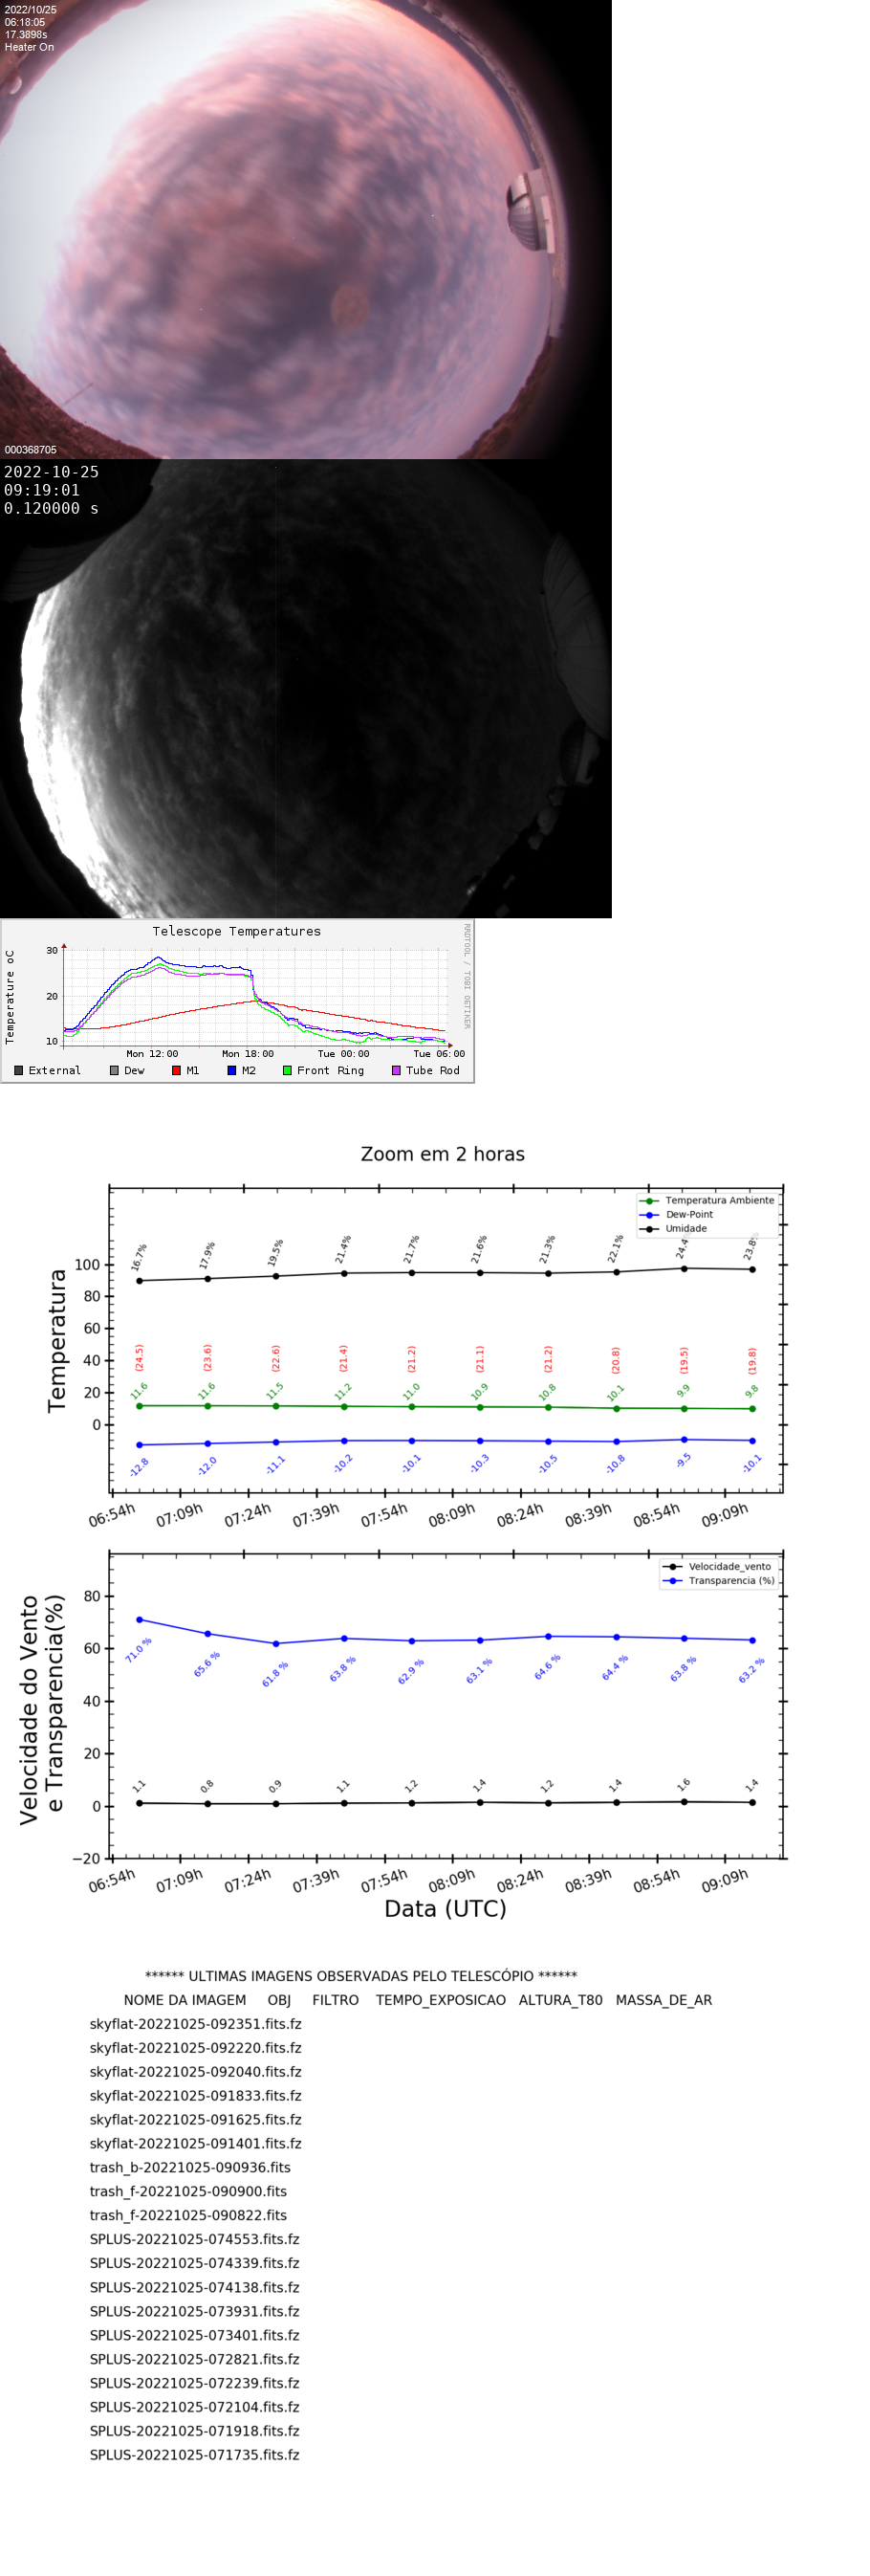 2022/10/25
06:18:05
17.3898s
Heater On
000368705
2022-10-25
09:19:01
0.120000 s
Telescope Temperatures
RRDTOOL / TOBI OETIKER
Temperature oC
30
20
10
Mon 12:00 Mon 18:00 Tue 00:00 Tue 06:00
External Dew M1 M2 Front Ring Tube Rod
Zoom em 2 horas
Temperatura Ambiente
Dew-Point
Umidade
Temperatura
100
80
60
40
20
0
16.7% 17.9% 19.5% 21.4% 21.7% 21.6% 21.3% 22.1% 24.4 23.8%
(24.5) (23.6) (22.6) (21.4) (21.2) (21.1) (21.2) (20.8) (19.5) (19.8)
11.6 11.6 11.5 11.2 11.0 10.9 10.8 10.1 9.9 9.8
-12.8 -12.0 -11.1 -10.2 -10.1 -10.3 -10.5 -10.8 -9.5 -10.1
06:54h 07:09h 07:24h 07:39h 07:54h 08:09h 08:24h 08:39h 08:54h 09:09h
Velocidade_vento
Transparencia (%)
Velocidade do Vento
e Transparencia(%)
80
60
40
20
0
−20
71.0 % 65.6 % 61.8 % 63.8 % 62.9 % 63.1 % 64.6 % 64.4 % 63.8 % 63.2 %
1.1 0.8 0.9 1.1 1.2 1.4 1.2 1.4 1.6 1.4
06:54h 07:09h 07:24h 07:39h 07:54h 08:09h 08:24h 08:39h 08:54h 09:09h
Data (UTC)
****** ULTIMAS IMAGENS OBSERVADAS PELO TELESCÓPIO ******
NOME DA IMAGEM OBJ FILTRO TEMPO_EXPOSICAO ALTURA_T80 MASSA_DE_AR
skyflat-20221025-092351.fits.fz
skyflat-20221025-092220.fits.fz
skyflat-20221025-092040.fits.fz
skyflat-20221025-091833.fits.fz
skyflat-20221025-091625.fits.fz
skyflat-20221025-091401.fits.fz
trash_b-20221025-090936.fits
trash_f-20221025-090900.fits
trash_f-20221025-090822.fits
SPLUS-20221025-074553.fits.fz
SPLUS-20221025-074339.fits.fz
SPLUS-20221025-074138.fits.fz
SPLUS-20221025-073931.fits.fz
SPLUS-20221025-073401.fits.fz
SPLUS-20221025-072821.fits.fz
SPLUS-20221025-072239.fits.fz
SPLUS-20221025-072104.fits.fz
SPLUS-20221025-071918.fits.fz
SPLUS-20221025-071735.fits.fz